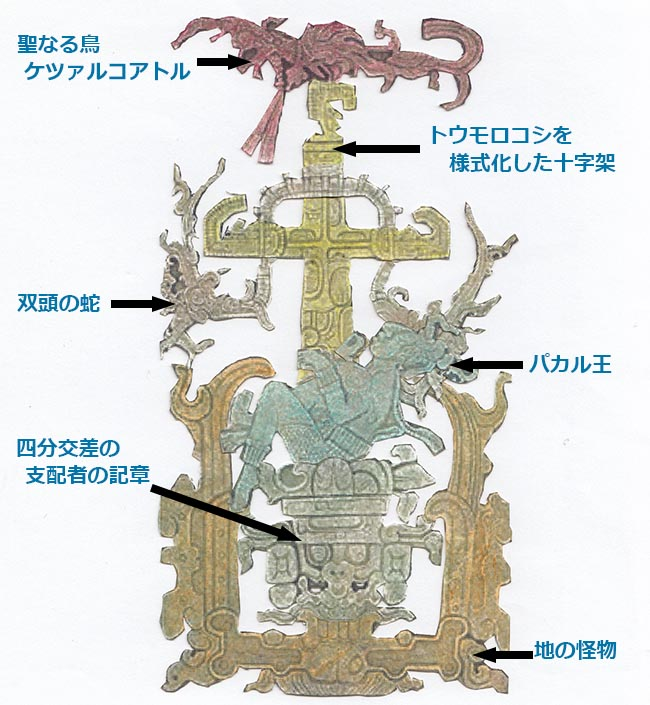 聖なる鳥
ケツァルコアトル
トウモロコシを
様式化した十字架
双頭の蛇
パカル王
四分交差の
支配者の記章
地の怪物